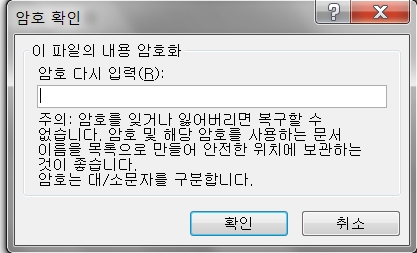 암호 확인
이 파일의 내용 암호화
암호 다시 입력(R):
주의: 암호를 잊거나 잃어버리면 복구할 수
없습니다. 암호 및 해당 암호를 사용하는 문서
이름을 목록으로 만들어 안전한 위치에 보관하는
것이 좋습니다.
암호는 대/소문자를 구분합니다.
확인
취소